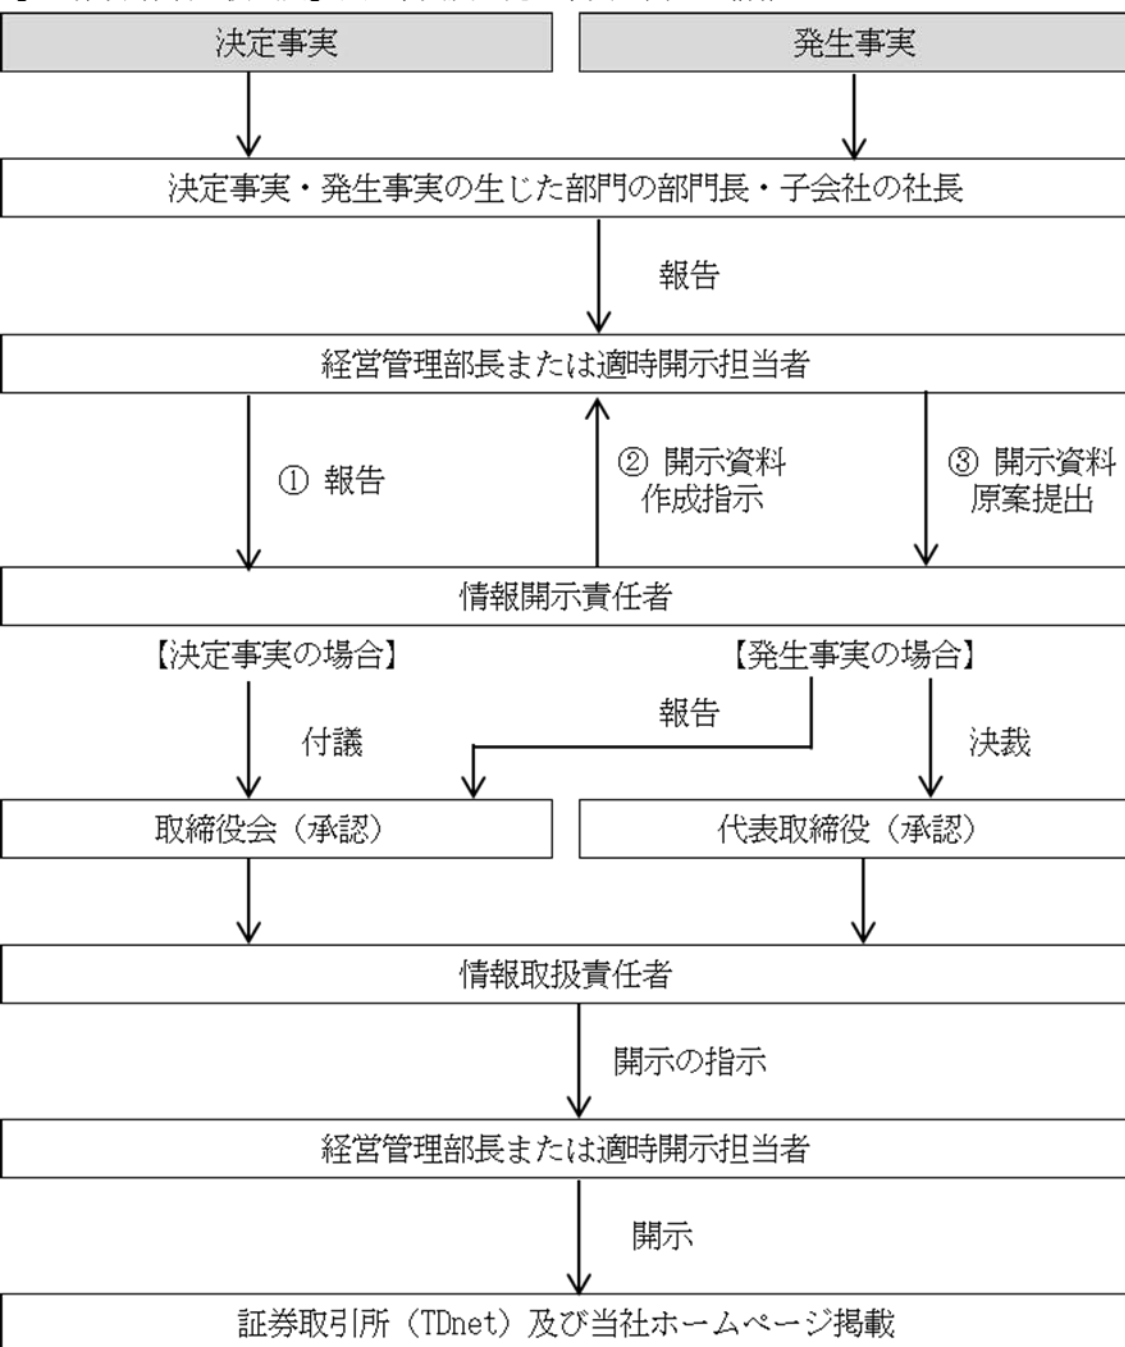 決定事実
発生事実
決定事実・発生事実の生じた部門の部門長・子会社の社長
報告
経営管理部長または適時開示担当者
① 報告
② 開示資料
作成指示
③ 開示資料
原案提出
情報開示責任者
【決定事実の場合】
【発生事実の場合】
付議
報告
決裁
取締役会（承認）
代表取締役（承認）
情報取扱責任者
開示の指示
経営管理部長または適時開示担当者
開示
証券取引所（TDnet）及び当社ホームページ掲載